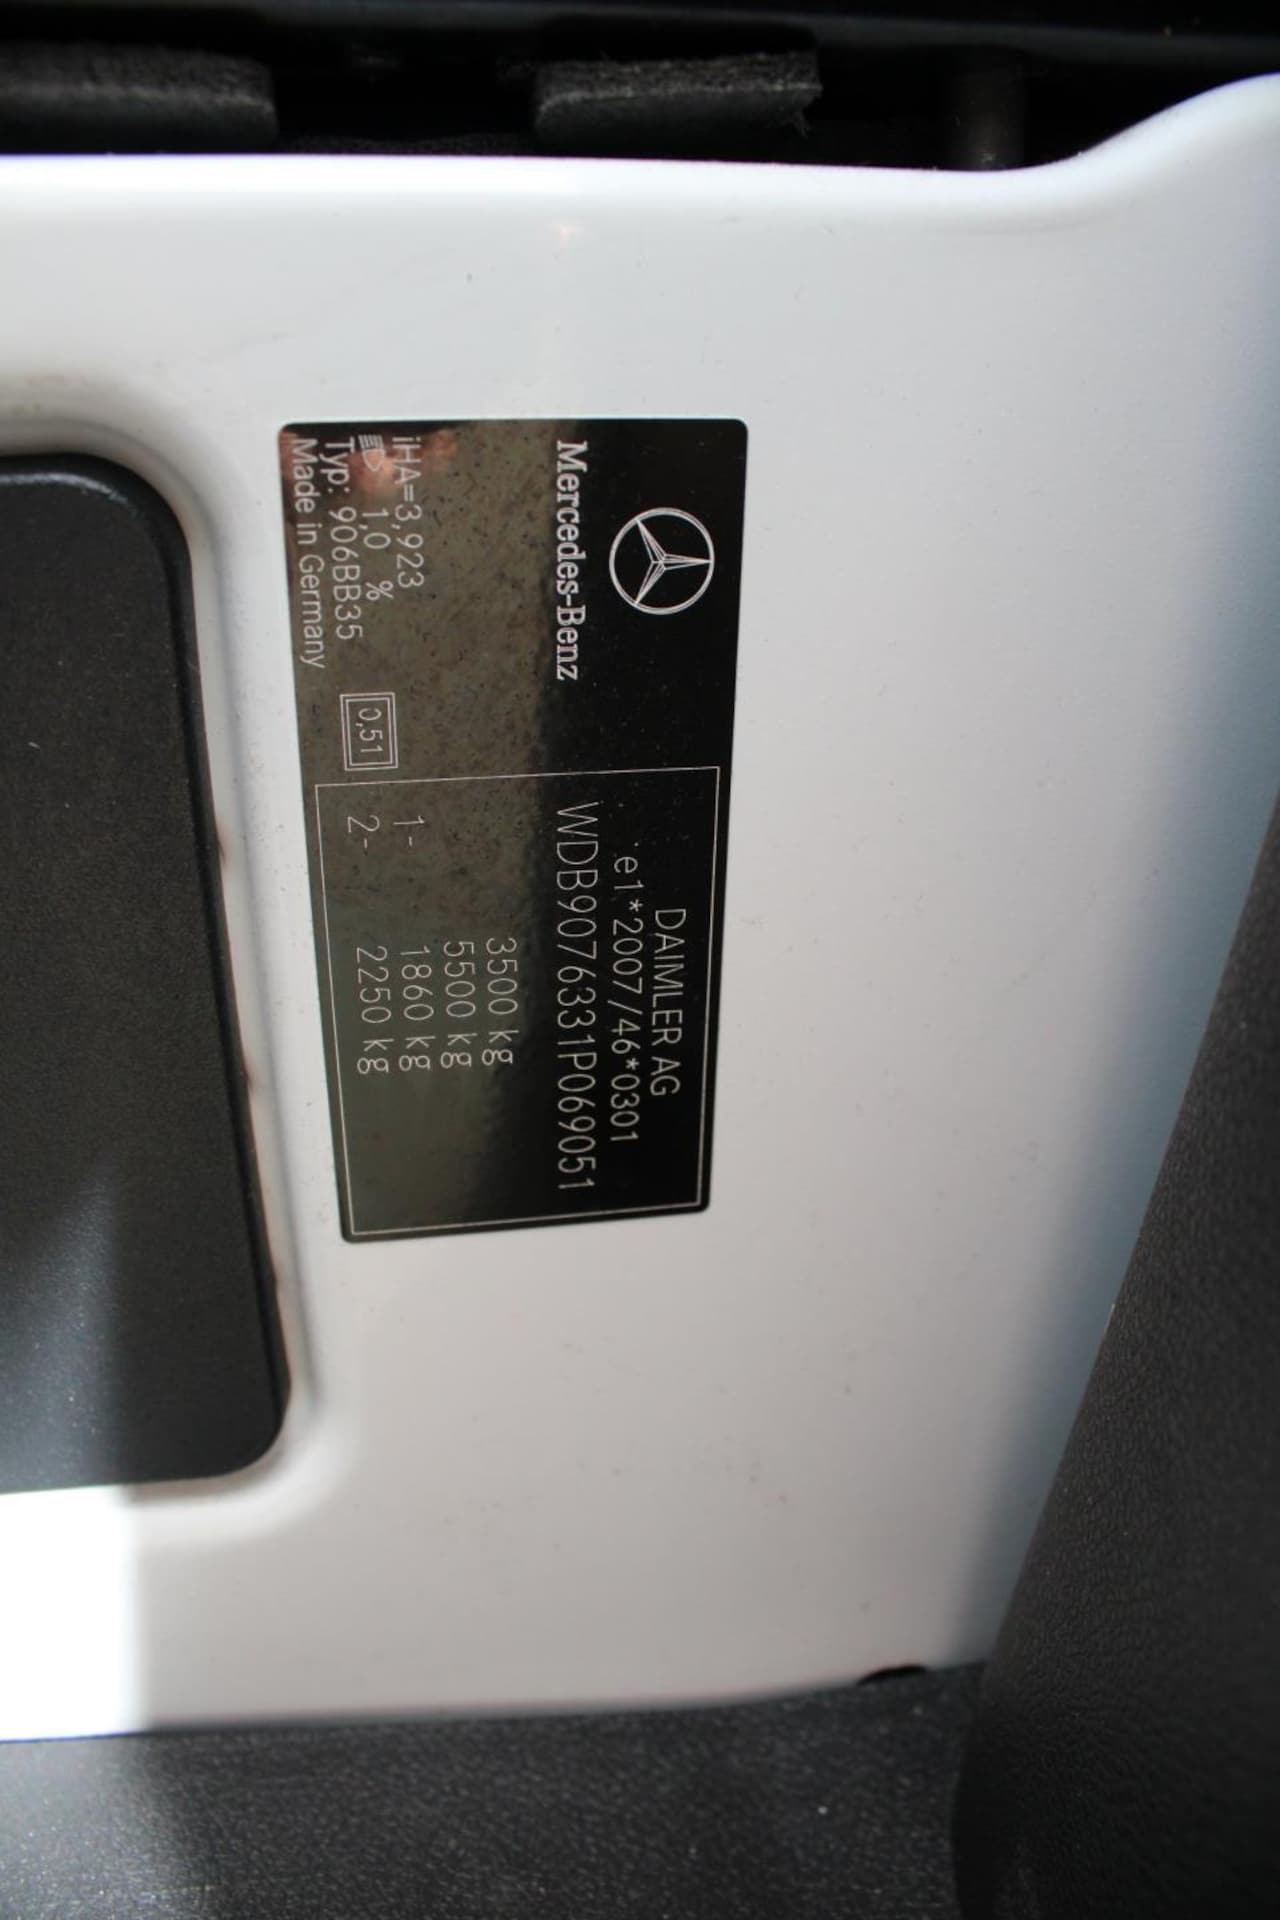 Mercedes-Benz
iHA=3,923
1,0 %
Typ: 906BB35
Made in Germany
0,51
DAIMLER AG
e1*2007/46*0301
WDB9076331P069051
3500 kg
5500 kg
1- 1860 kg
2- 2250 kg